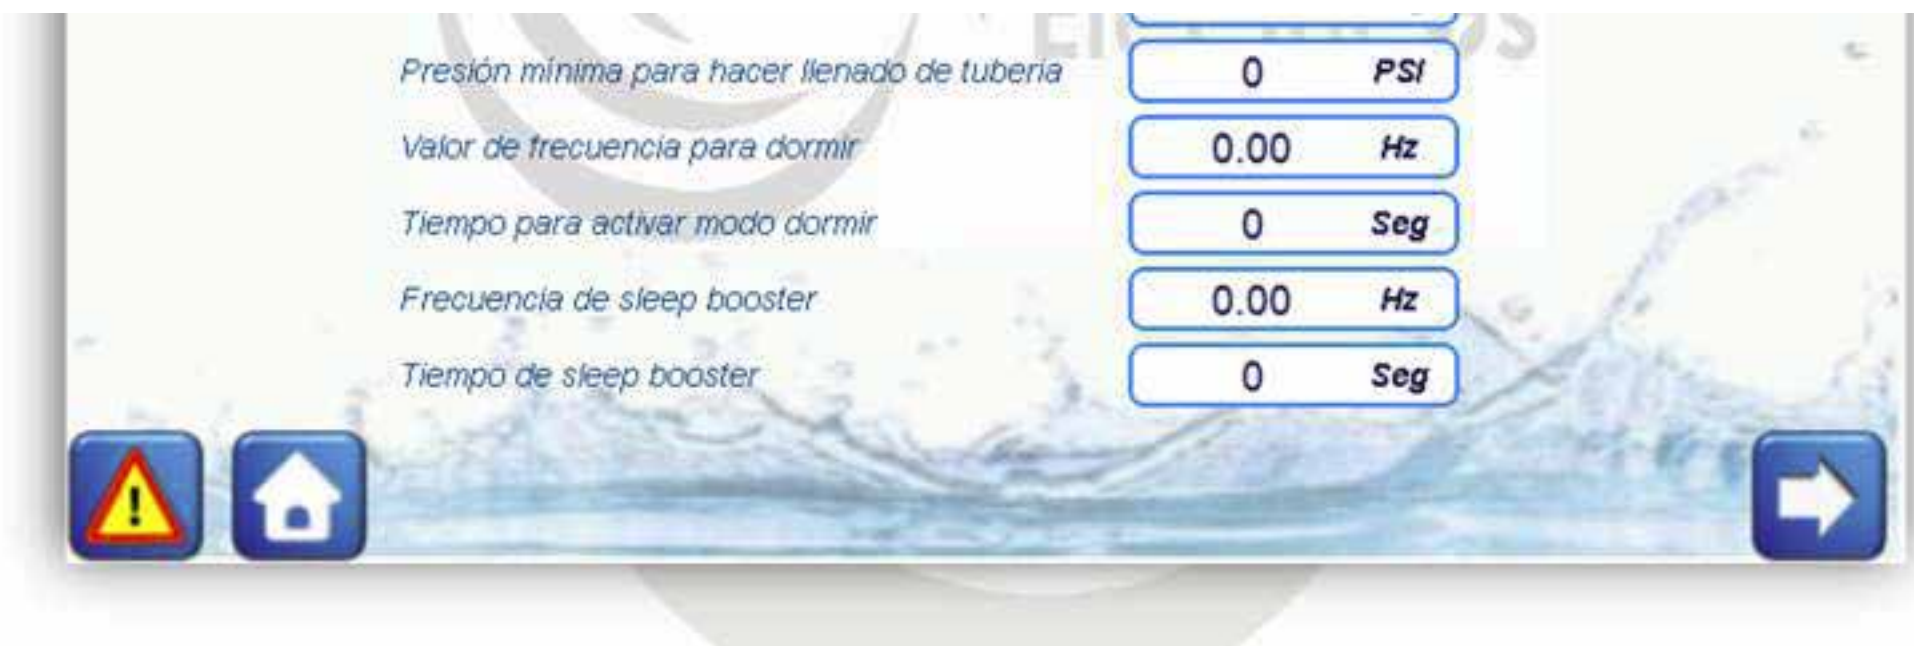 Presión mínima para hacer llenado de tuberia 0 PSI
Valor de frecuencia para dormir 0.00 Hz
Tiempo para activar modo dormir 0 Seg
Frecuencia de sleep booster 0.00 Hz
Tiempo de sleep booster 0 Seg